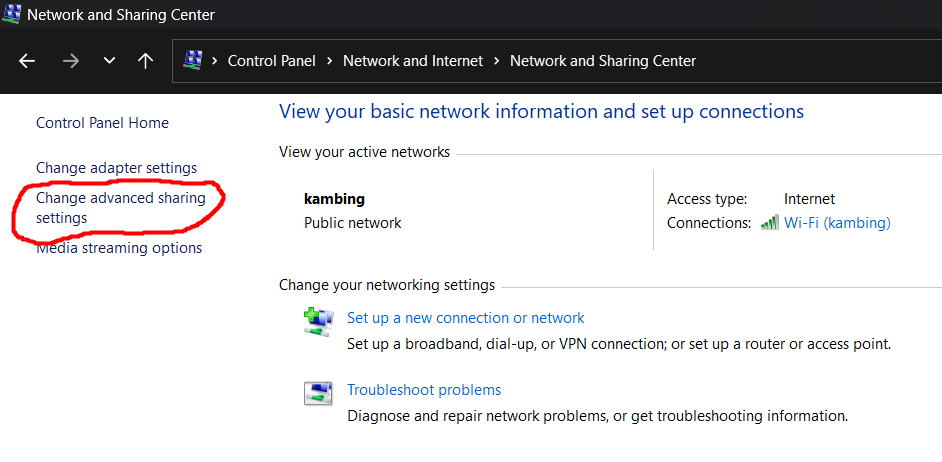 Network and Sharing Center
Control Panel > Network and Internet > Network and Sharing Center
Control Panel Home
Change adapter settings
Change advanced sharing
settings
Media streaming options
View your basic network information and set up connections
View your active networks
kambing
Public network
Access type: Internet
Connections: Wi-Fi (kambing)
Change your networking settings
Set up a new connection or network
Set up a broadband, dial-up, or VPN connection; or set up a router or access point.
Troubleshoot problems
Diagnose and repair network problems, or get troubleshooting information.